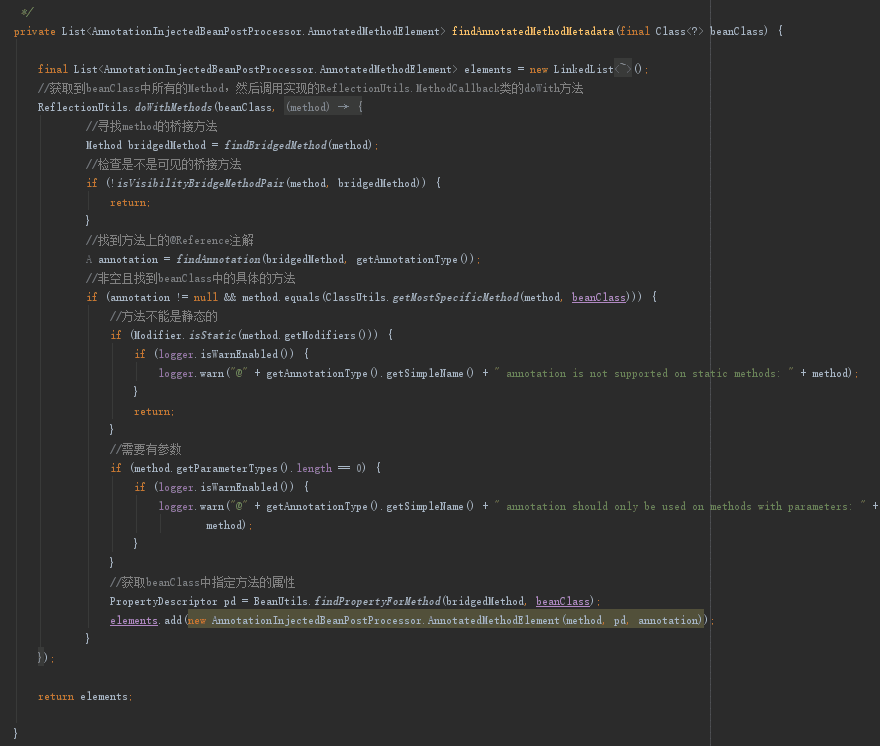 */
private List<AnnotationInjectedBeanPostProcessor.AnnotatedMethodElement> findAnnotatedMethodMetadata(final Class<?> beanClass) {
final List<AnnotationInjectedBeanPostProcessor.AnnotatedMethodElement> elements = new LinkedList<~>();
//获取到beanClass中所有的Method，然后调用实现的ReflectionUtils.MethodCallback类的doWith方法
ReflectionUtils.doWithMethods(beanClass, (method) → {
//寻找method的桥接方法
Method bridgedMethod = findBridgedMethod(method);
//检查是不是可见的桥接方法
if (!isVisibilityBridgeMethodPair(method, bridgedMethod)) {
return;
}
//找到方法上的@Reference注解
A annotation = findAnnotation(bridgedMethod, getAnnotationType());
//非空且找到beanClass中的具体的方法
if (annotation != null && method.equals(ClassUtils.getMostSpecificMethod(method, beanClass))) {
//方法不能是静态的
if (Modifier.isStatic(method.getModifiers())) {
if (logger.isWarnEnabled()) {
logger.warn("@" + getAnnotationType().getSimpleName() + " annotation is not supported on static methods: " + method);
}
return;
}
//需要有参数
if (method.getParameterTypes().length == 0) {
if (logger.isWarnEnabled()) {
logger.warn("@" + getAnnotationType().getSimpleName() + " annotation should only be used on methods with parameters: " +
method);
}
}
//获取beanClass中指定方法的属性
PropertyDescriptor pd = BeanUtils.findPropertyForMethod(bridgedMethod, beanClass);
elements.add(new AnnotationInjectedBeanPostProcessor.AnnotatedMethodElement(method, pd, annotation));
}
});
return elements;
}